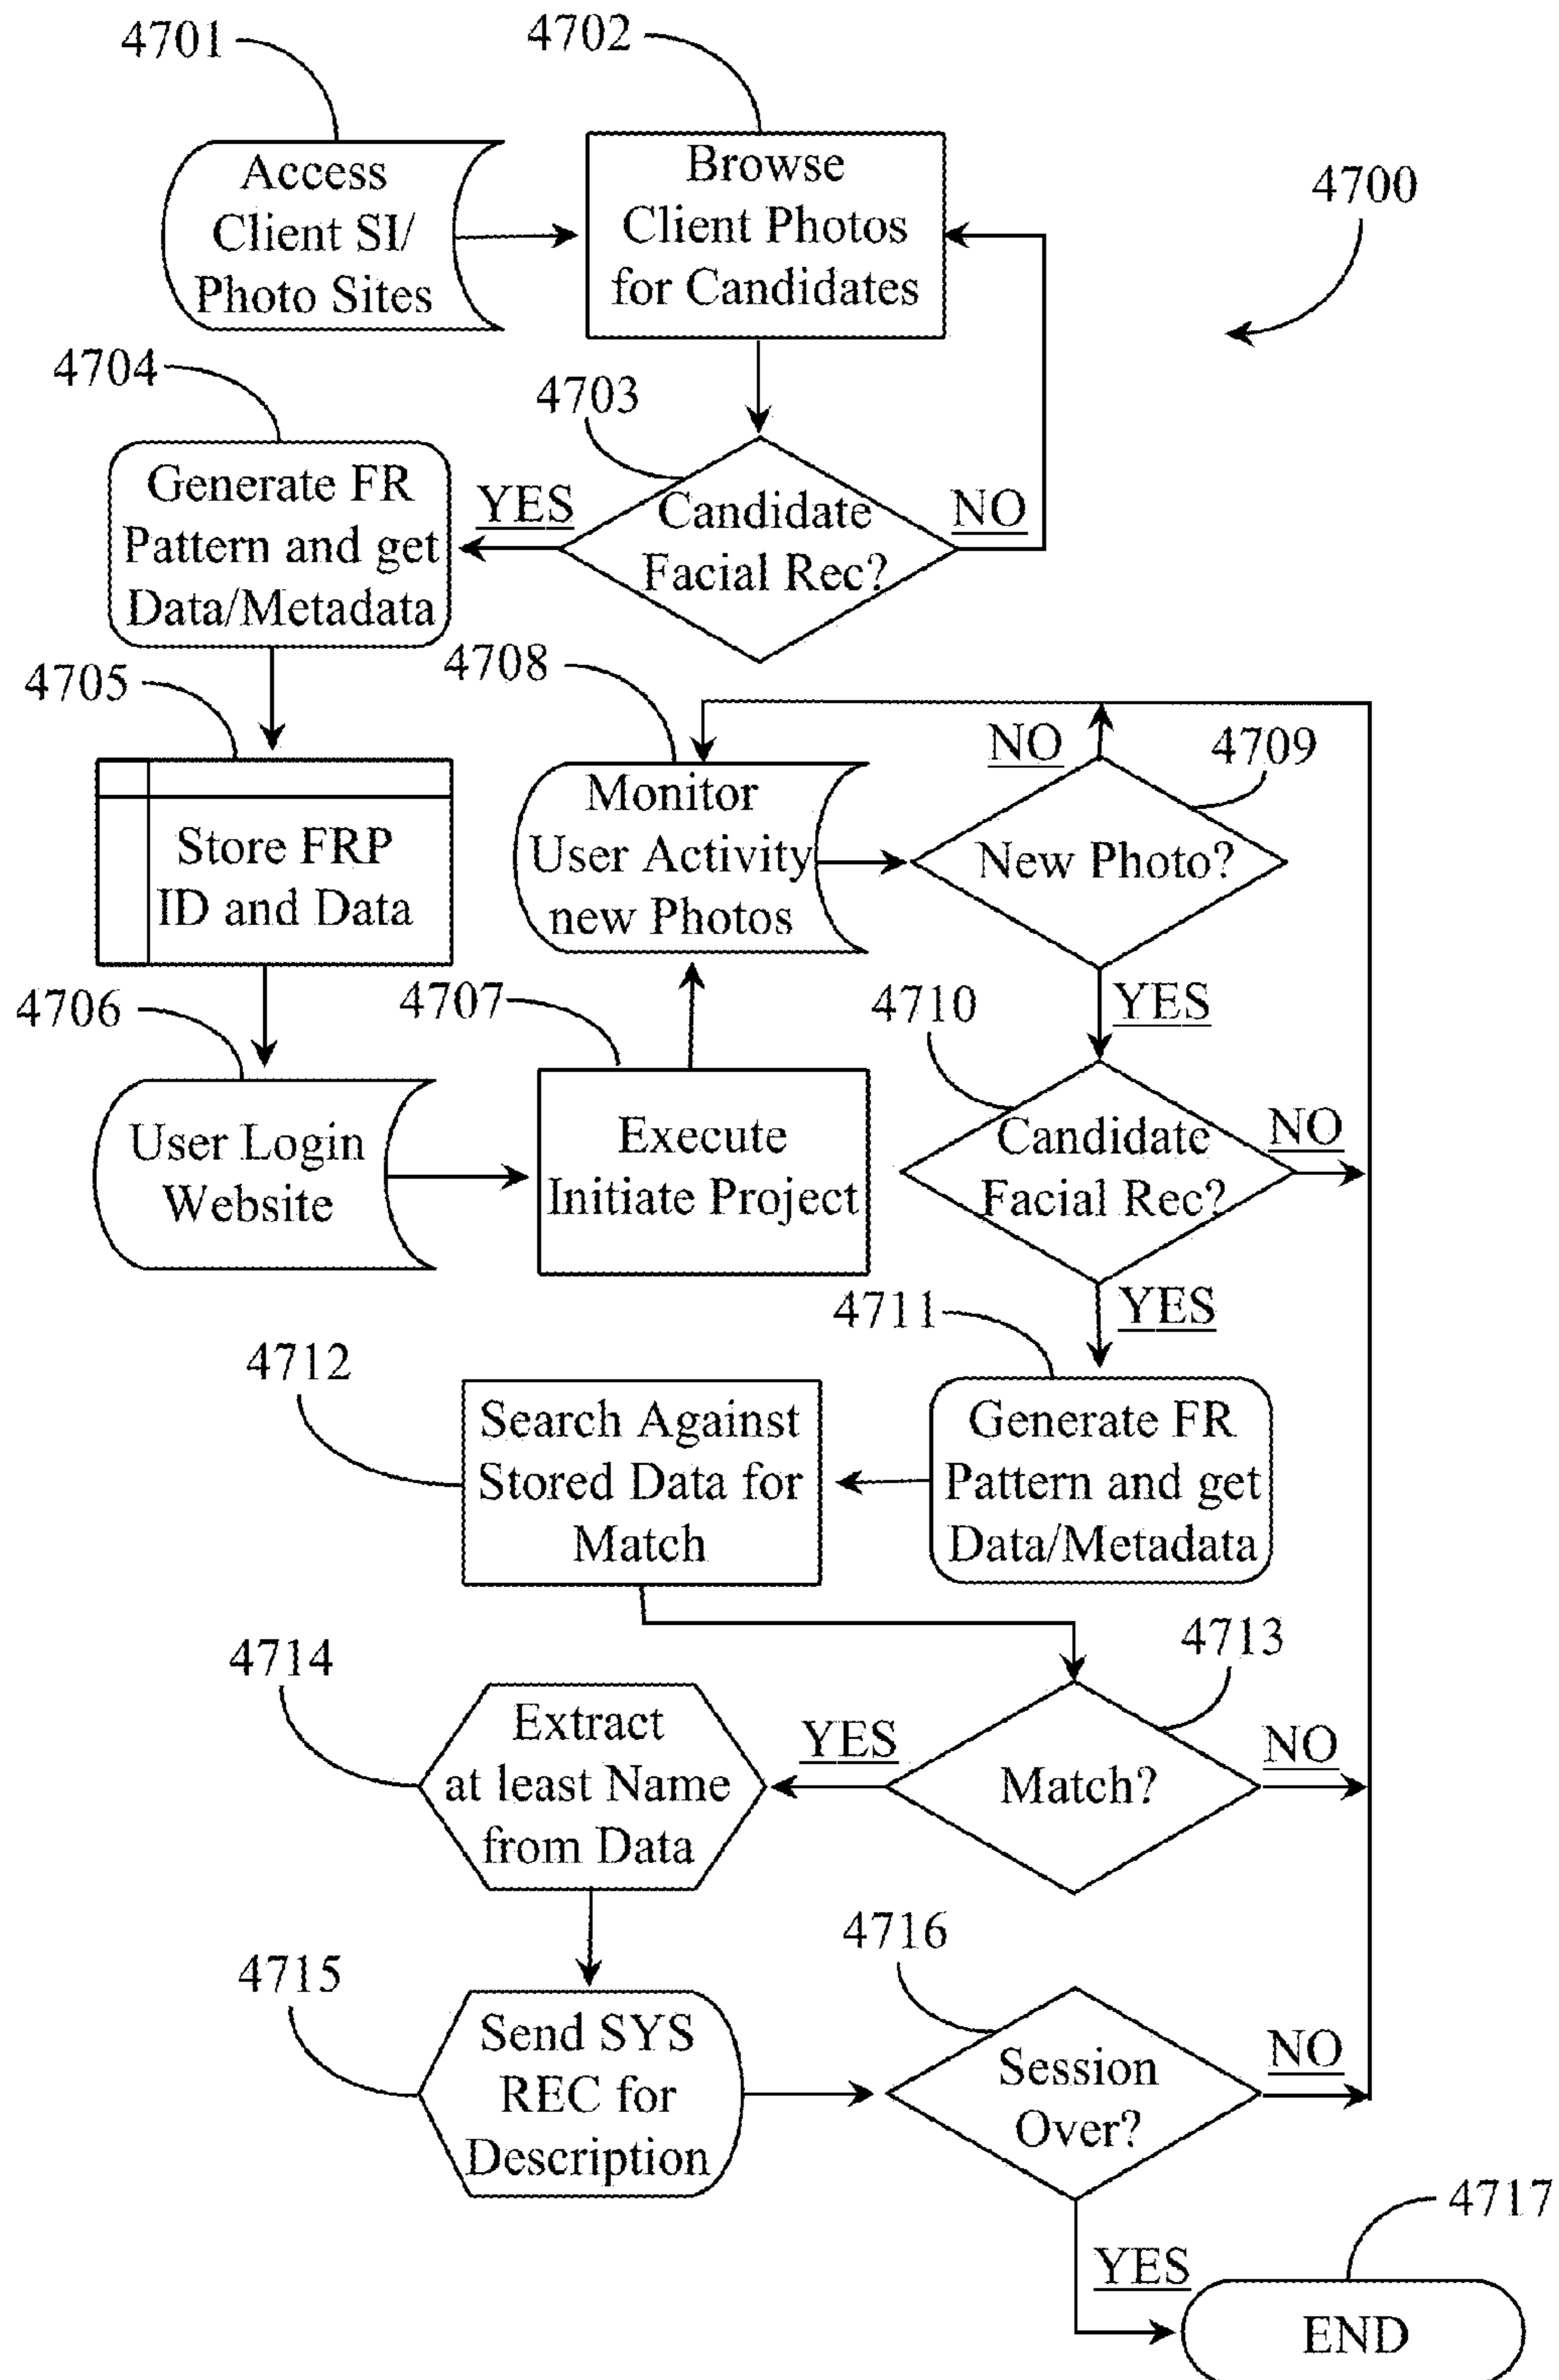 4701
4702
4700
Access
Client SI/
Photo Sites
Browse
Client Photos
for Candidates
4704
4703
Generate FR
Pattern and get
Data/Metadata
YES
Candidate
Facial Rec?
NO
4705
4708
4709
Store FRP
ID and Data
Monitor
User Activity
new Photos
NO
New Photo?
YES
4706
4707
4710
User Login
Website
Execute
Initiate Project
Candidate
Facial Rec?
NO
YES
4711
4712
Search Against
Stored Data for
Match
Generate FR
Pattern and get
Data/Metadata
4713
4714
Extract
at least Name
from Data
YES
Match?
NO
4715
4716
Send SYS
REC for
Description
Session
Over?
NO
YES
4717
END